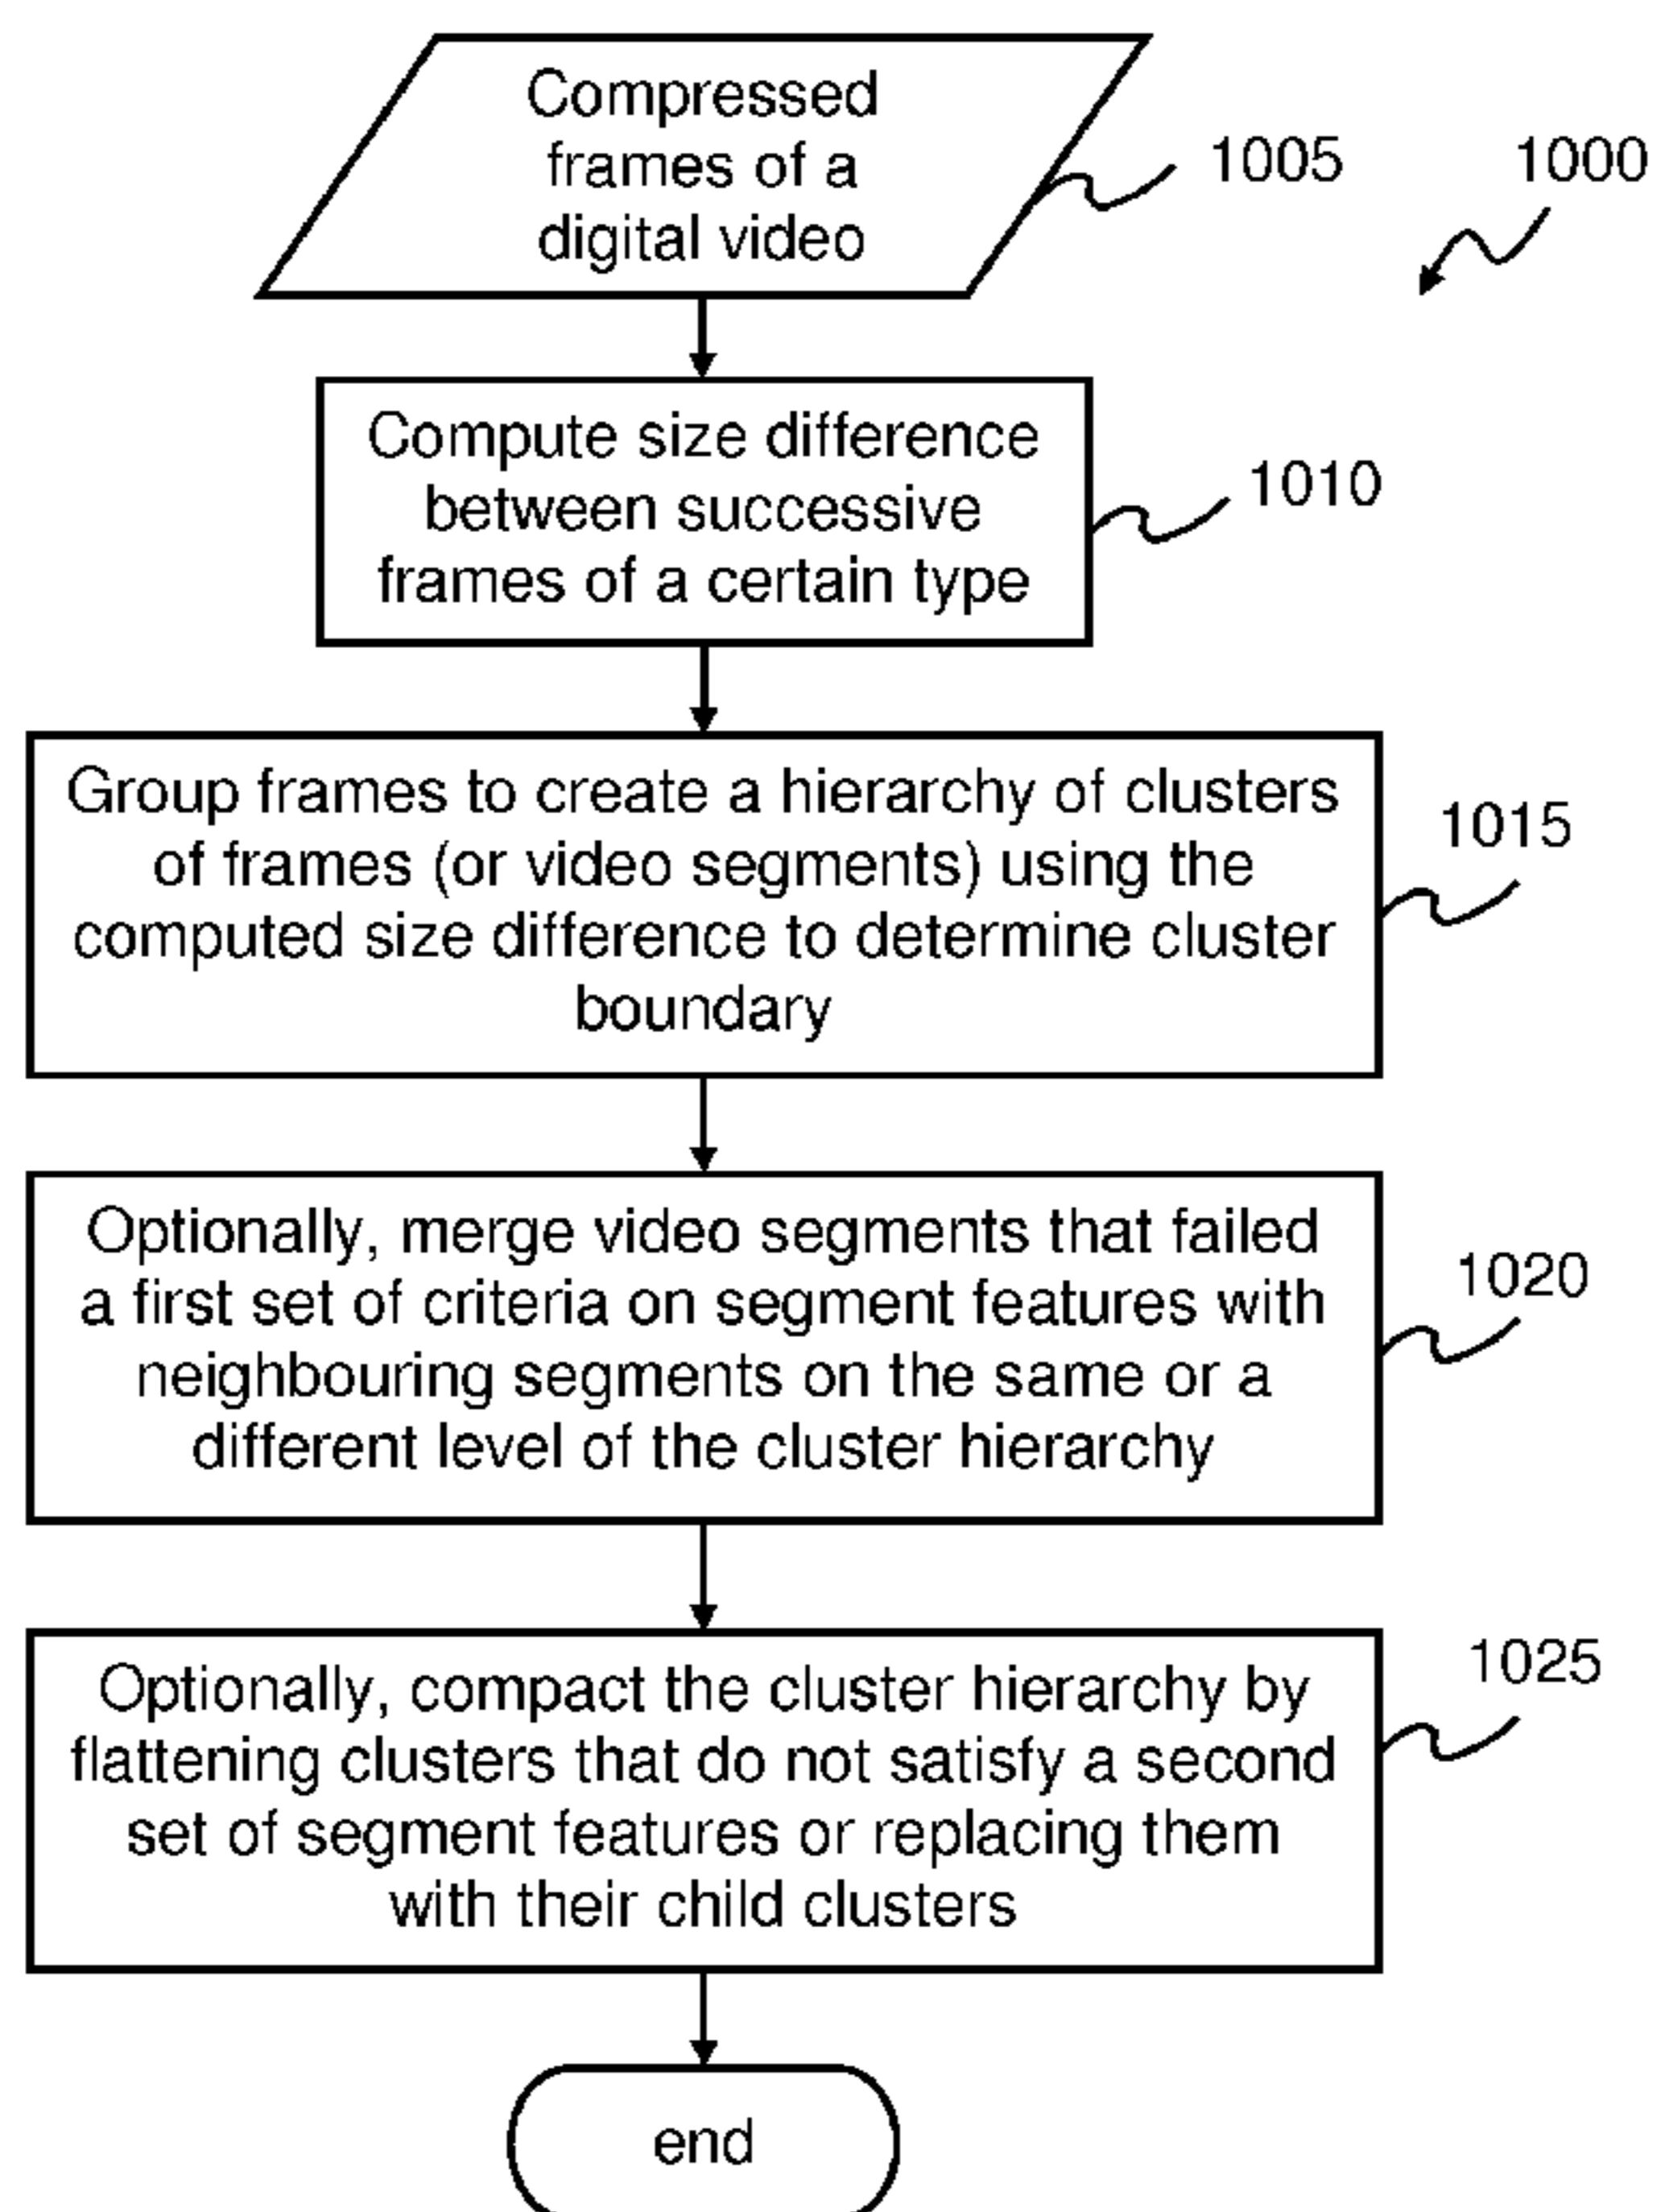 Compressed
frames of a
digital video
1005
1000
Compute size difference
between successive
frames of a certain type
1010
Group frames to create a hierarchy of clusters
of frames (or video segments) using the
computed size difference to determine cluster
boundary
1015
Optionally, merge video segments that failed
a first set of criteria on segment features with
neighbouring segments on the same or a
different level of the cluster hierarchy
1020
Optionally, compact the cluster hierarchy by
flattening clusters that do not satisfy a second
set of segment features or replacing them
with their child clusters
1025
end